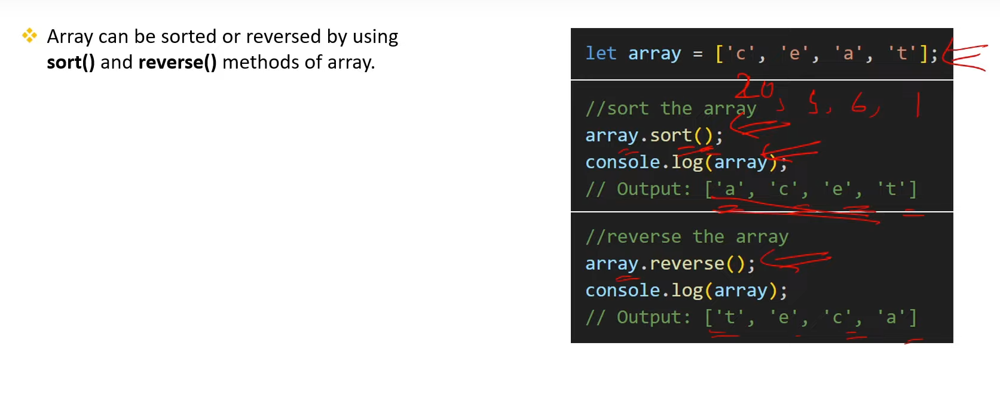 Array can be sorted or reversed by using
sort() and reverse() methods of array.
let array = ['c', 'e', 'a', 't'];
20, 5, 6, 1
//sort the array
array.sort();
console.log(array);
// Output: ['a', 'c', 'e', 't']
//reverse the array
array.reverse();
console.log(array);
// Output: ['t', 'e', 'c', 'a']